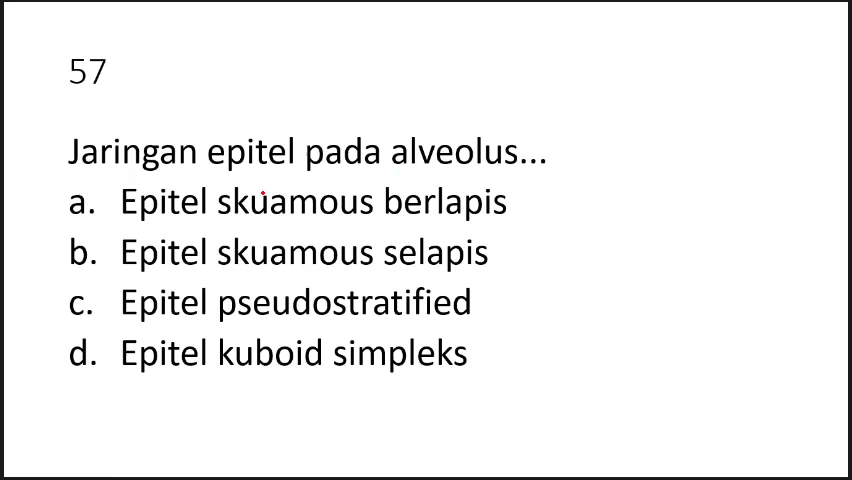 57
Jaringan epitel pada alveolus...
a. Epitel skuamous berlapis
b. Epitel skuamous selapis
c. Epitel pseudostratified
d. Epitel kuboid simpleks